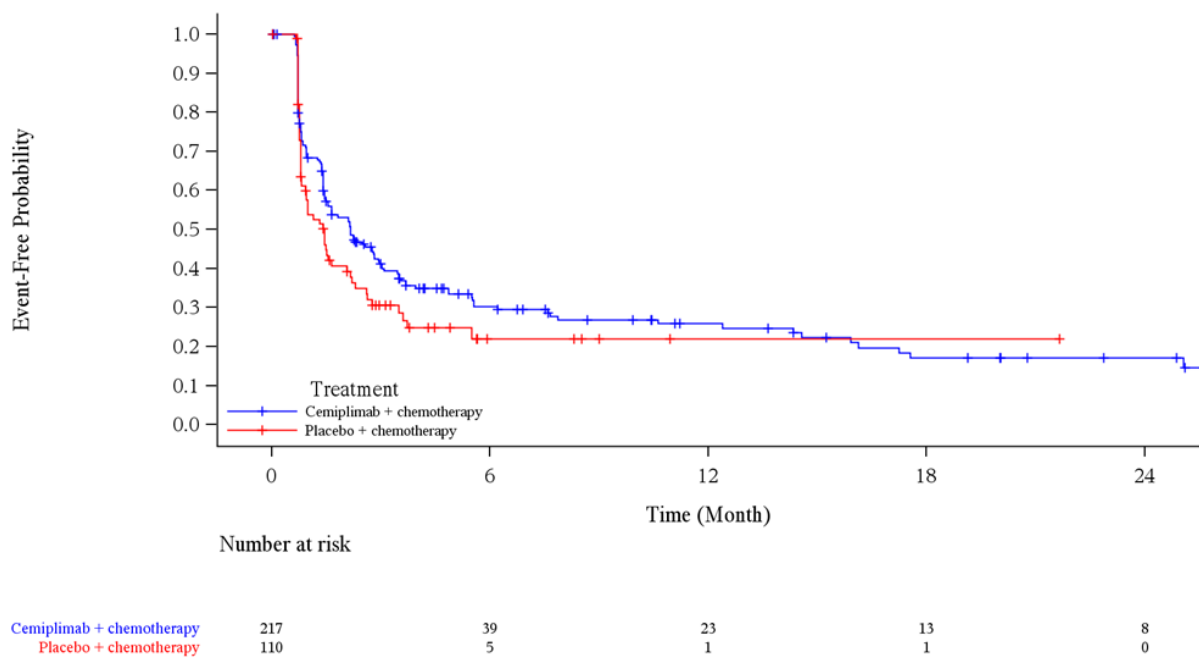 Event-Free Probability
1.0
0.9
0.8
0.7
0.6
0.5
0.4
0.3
0.2
0.1
0.0
Treatment
Cemiplimab + chemotherapy
Placebo + chemotherapy
0 6 12 18 24
Time (Month)
Number at risk
Cemiplimab + chemotherapy 217 39 23 13 8
Placebo + chemotherapy 110 5 1 1 0